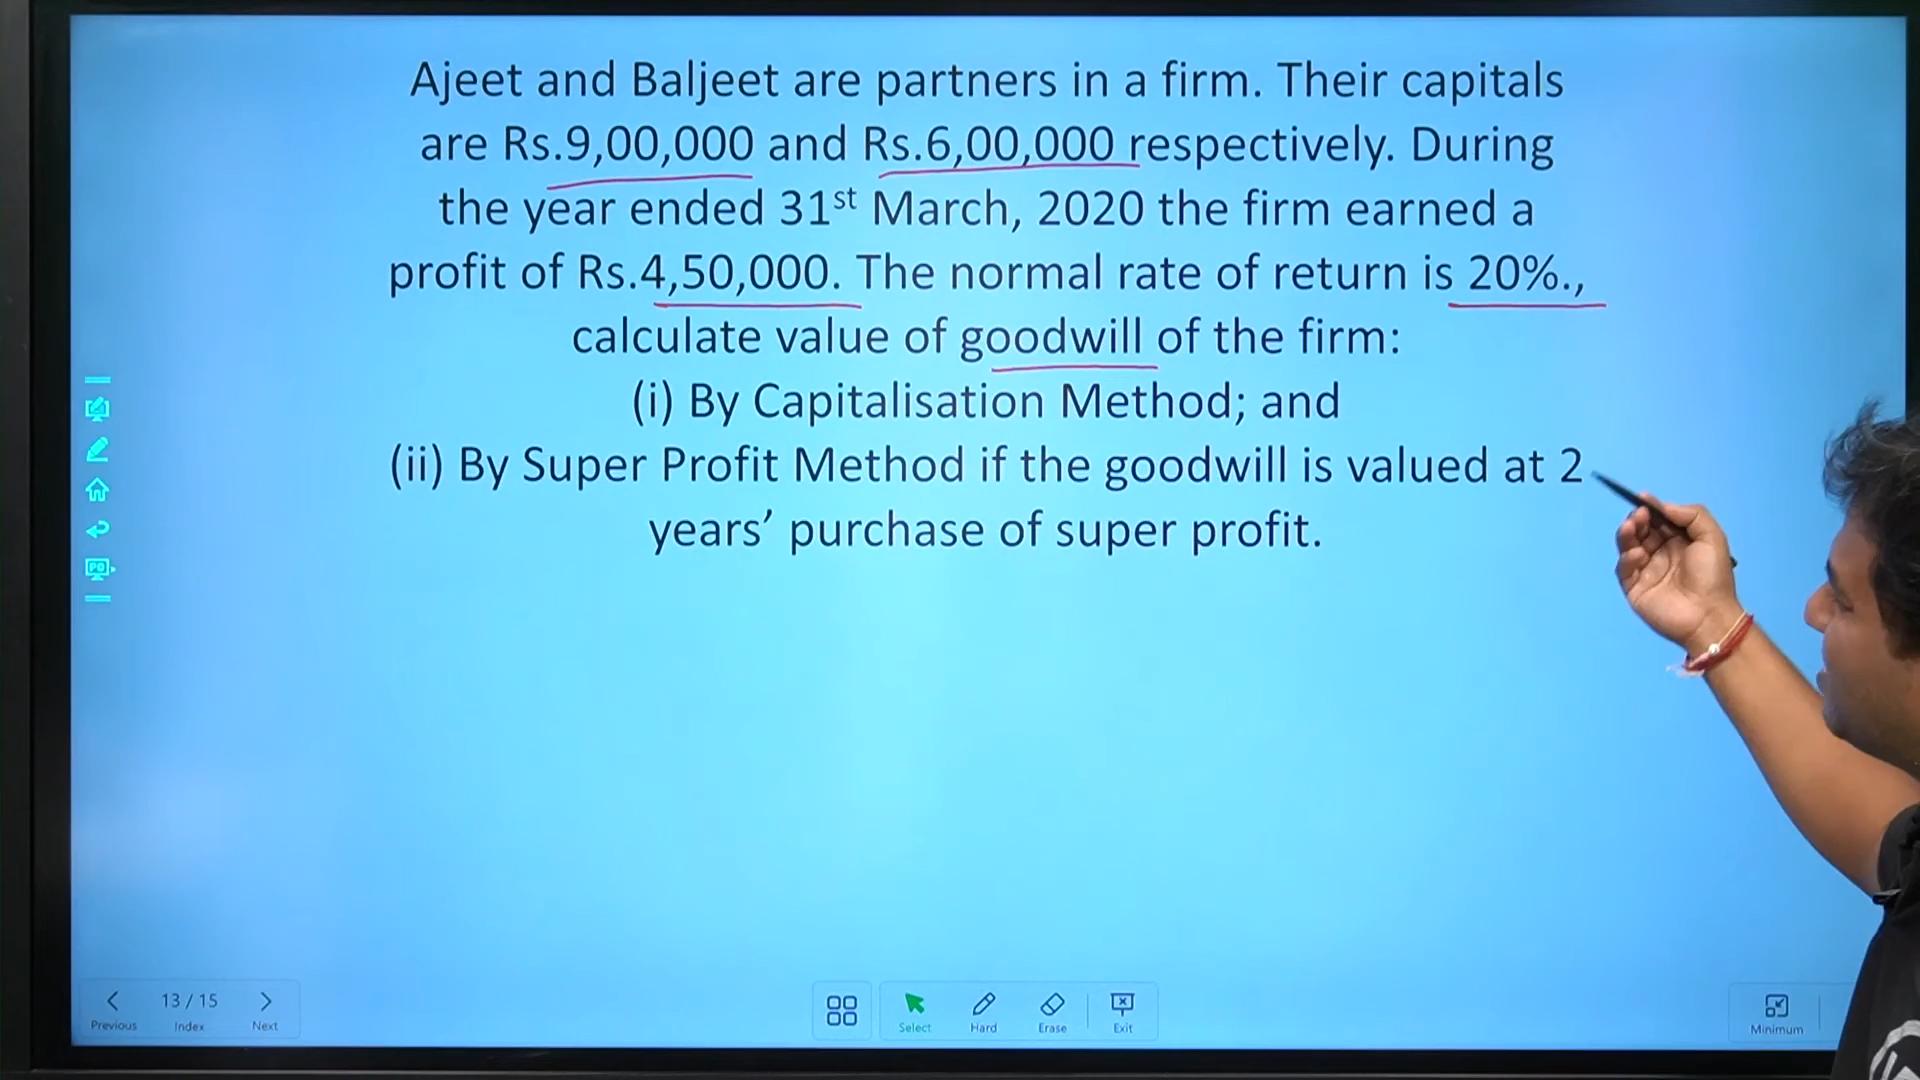 Ajeet and Baljeet are partners in a firm. Their capitals
are Rs.9,00,000 and Rs.6,00,000 respectively. During
the year ended 31st March, 2020 the firm earned a
profit of Rs.4,50,000. The normal rate of return is 20%.,
calculate value of goodwill of the firm:
(i) By Capitalisation Method; and
(ii) By Super Profit Method if the goodwill is valued at 2
years’ purchase of super profit.
PD
13 / 15
Previous Index Next
Select Hard Erase Exit
Minimum